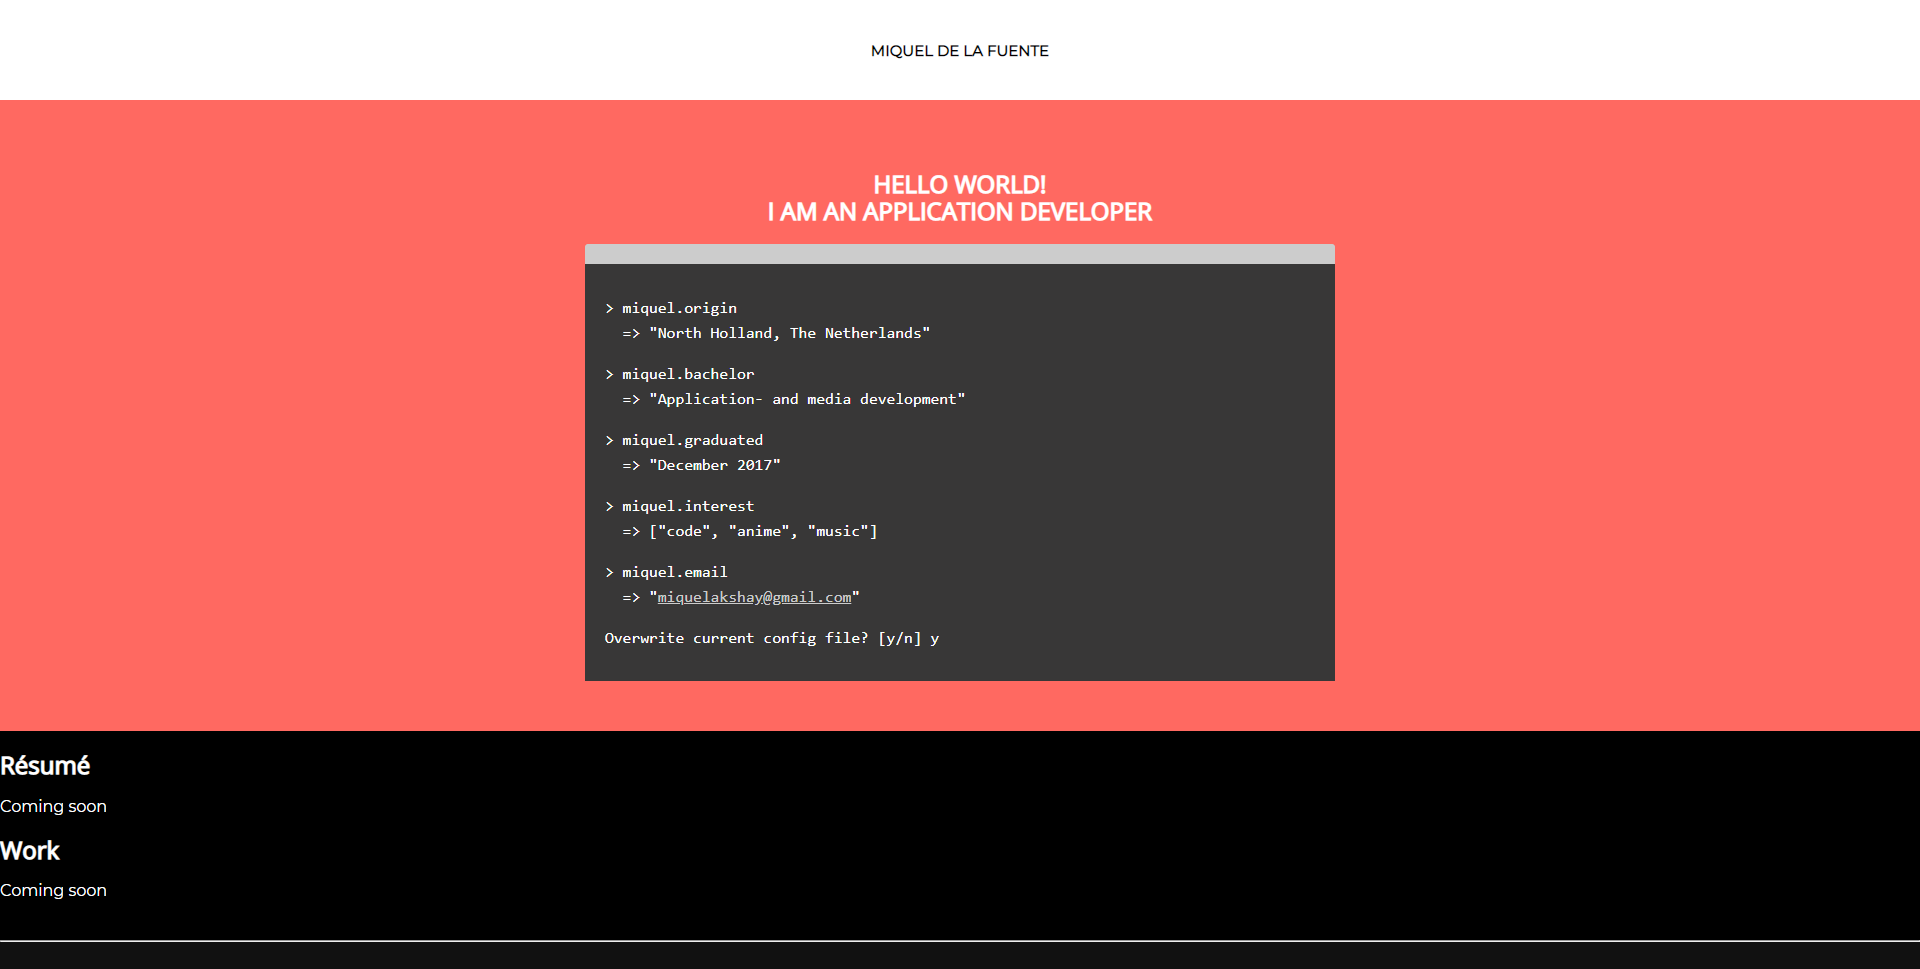 MIQUEL DE LA FUENTE
HELLO WORLD!
I AM AN APPLICATION DEVELOPER
> miquel.origin
=> "North Holland, The Netherlands"
> miquel.bachelor
=> "Application- and media development"
> miquel.graduated
=> "December 2017"
> miquel.interest
=> ["code", "anime", "music"]
> miquel.email
=> "miquelakshay@gmail.com"
Overwrite current config file? [y/n] y
Résumé
Coming soon
Work
Coming soon